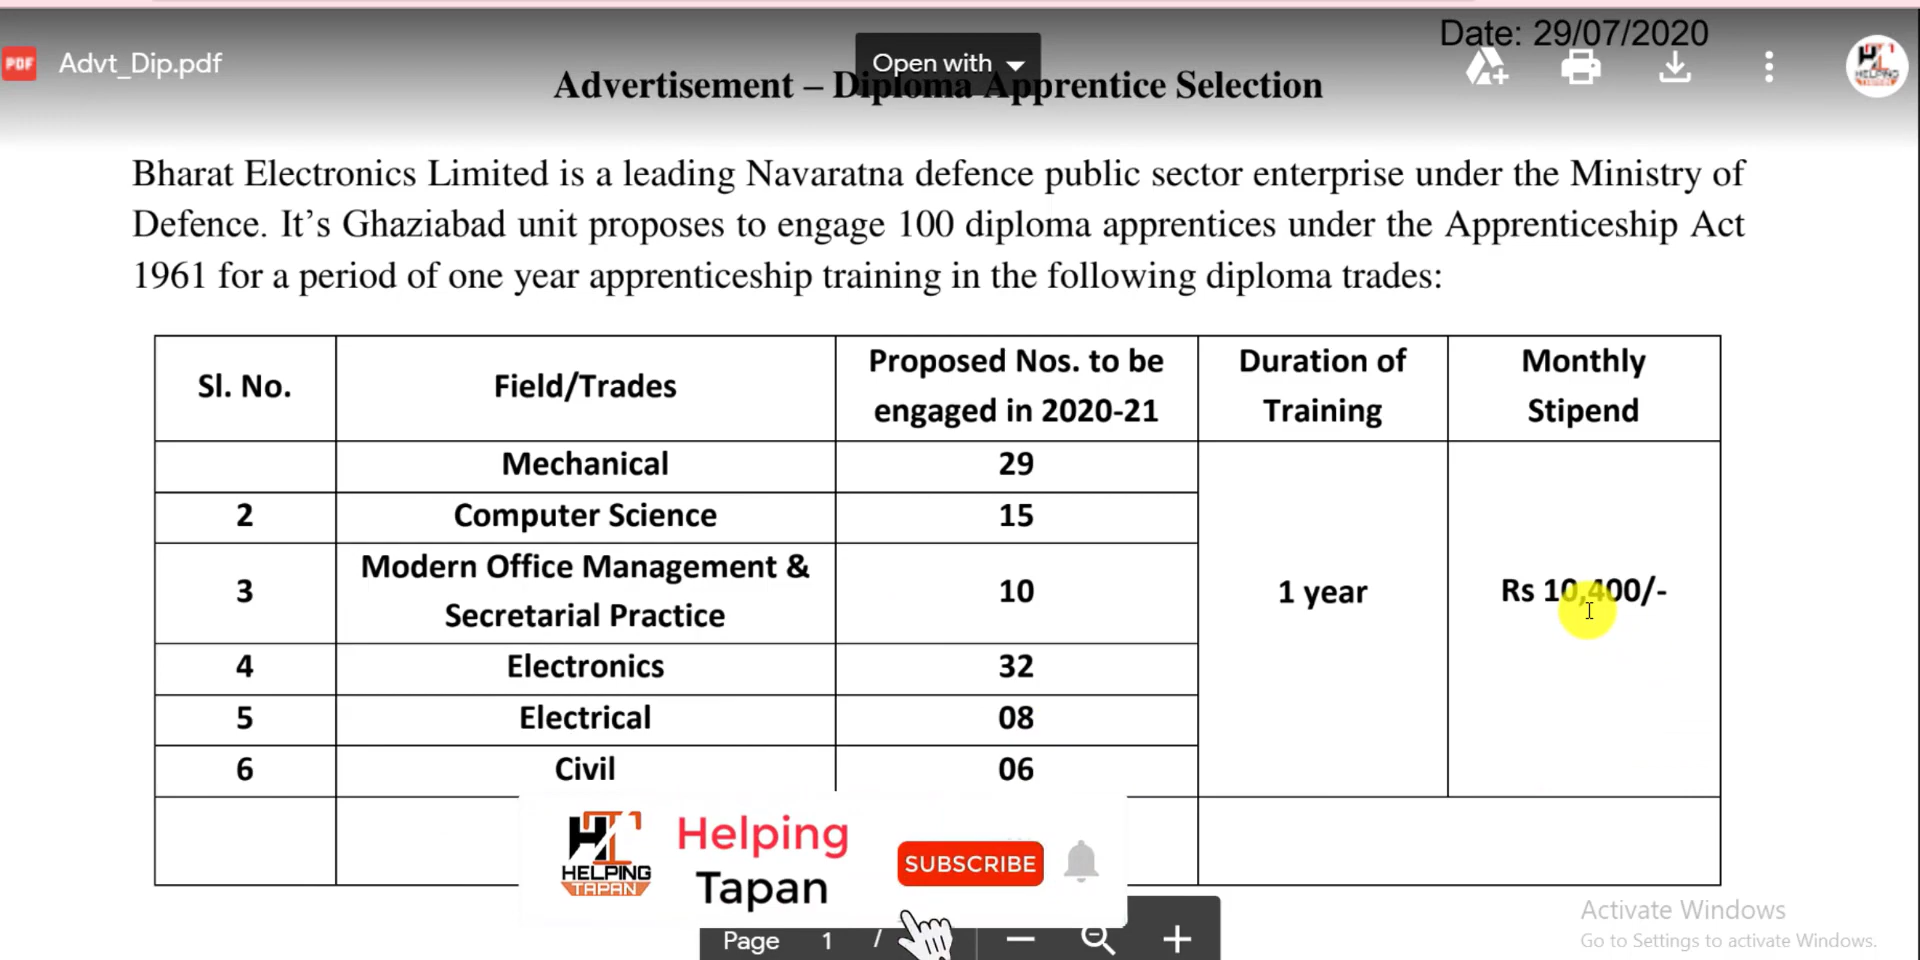 Date: 29/07/2020
PDF Advt_Dip.pdf
Open with
Advertisement – Diploma Apprentice Selection
HELPING
Bharat Electronics Limited is a leading Navaratna defence public sector enterprise under the Ministry of
Defence. It’s Ghaziabad unit proposes to engage 100 diploma apprentices under the Apprenticeship Act
1961 for a period of one year apprenticeship training in the following diploma trades:
Sl. No. Field/Trades Proposed Nos. to be engaged in 2020-21 Duration of Training Monthly Stipend
Mechanical 29
2 Computer Science 15
3 Modern Office Management & Secretarial Practice 10 1 year Rs 10,400/-
4 Electronics 32
5 Electrical 08
6 Civil 06
HELPING
TAPAN
Helping
Tapan
SUBSCRIBE
Page 1 /
Activate Windows
Go to Settings to activate Windows.